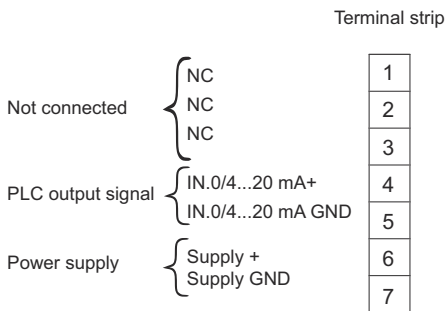 Terminal strip
NC 1
Not connected NC 2
NC 3
PLC output signal IN.0/4...20 mA+ 4
IN.0/4...20 mA GND 5
Power supply Supply + 6
Supply GND 7